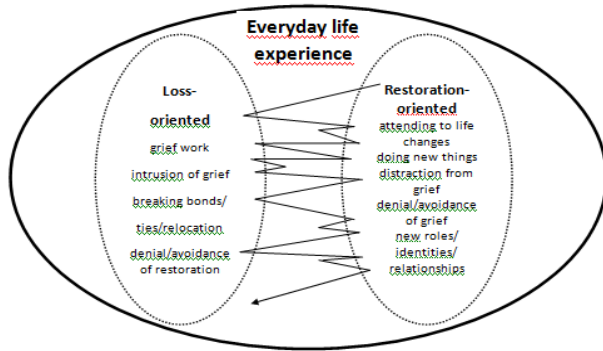 Everyday life
experience
Loss-
oriented
grief work
intrusion of grief
breaking bonds/
ties/relocation
denial/avoidance
of restoration
Restoration-
oriented
attending to life
changes
doing new things
distraction from
grief
denial/avoidance
of grief
new roles/
identities/
relationships